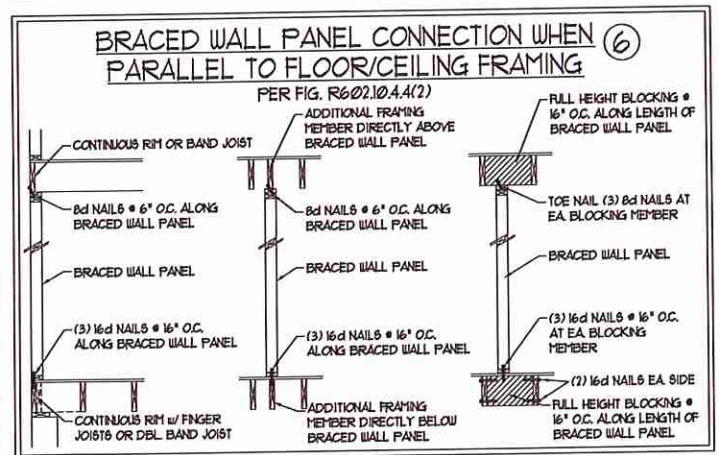 BRACED WALL PANEL CONNECTION WHEN
PARALLEL TO FLOOR/CEILING FRAMING
6
PER FIG. R602.10.4.4(2)
CONTINUOUS RIM OR BAND JOIST
8d NAILS @ 6" O.C. ALONG
BRACED WALL PANEL
BRACED WALL PANEL
(3) 16d NAILS @ 16" O.C.
ALONG BRACED WALL PANEL
CONTINUOUS RIM w/ FINGER
JOISTS OR DBL. BAND JOIST
ADDITIONAL FRAMING
MEMBER DIRECTLY ABOVE
BRACED WALL PANEL
8d NAILS @ 6" O.C. ALONG
BRACED WALL PANEL
BRACED WALL PANEL
(3) 16d NAILS @ 16" O.C.
ALONG BRACED WALL PANEL
ADDITIONAL FRAMING
MEMBER DIRECTLY BELOW
BRACED WALL PANEL
FULL HEIGHT BLOCKING @
16" O.C. ALONG LENGTH OF
BRACED WALL PANEL
TOE NAIL (3) 8d NAILS AT
EA. BLOCKING MEMBER
BRACED WALL PANEL
(3) 16d NAILS @ 16" O.C.
AT EA. BLOCKING
MEMBER
(2) 16d NAILS EA. SIDE
FULL HEIGHT BLOCKING @
16" O.C. ALONG LENGTH OF
BRACED WALL PANEL